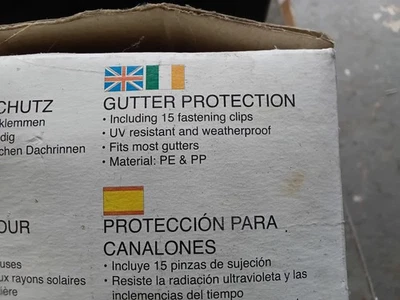 CHUTZ
klemmen
dig
chen Dachrinnen
GUTTER PROTECTION
• Including 15 fastening clips
• UV resistant and weatherproof
• Fits most gutters
• Material: PE & PP
OUR
uses
ux rayons solaires
ière
PROTECCIÓN PARA
CANALONES
• Incluye 15 pinzas de sujeción
• Resiste la radiación ultravioleta y las
inclemencias del tiempo